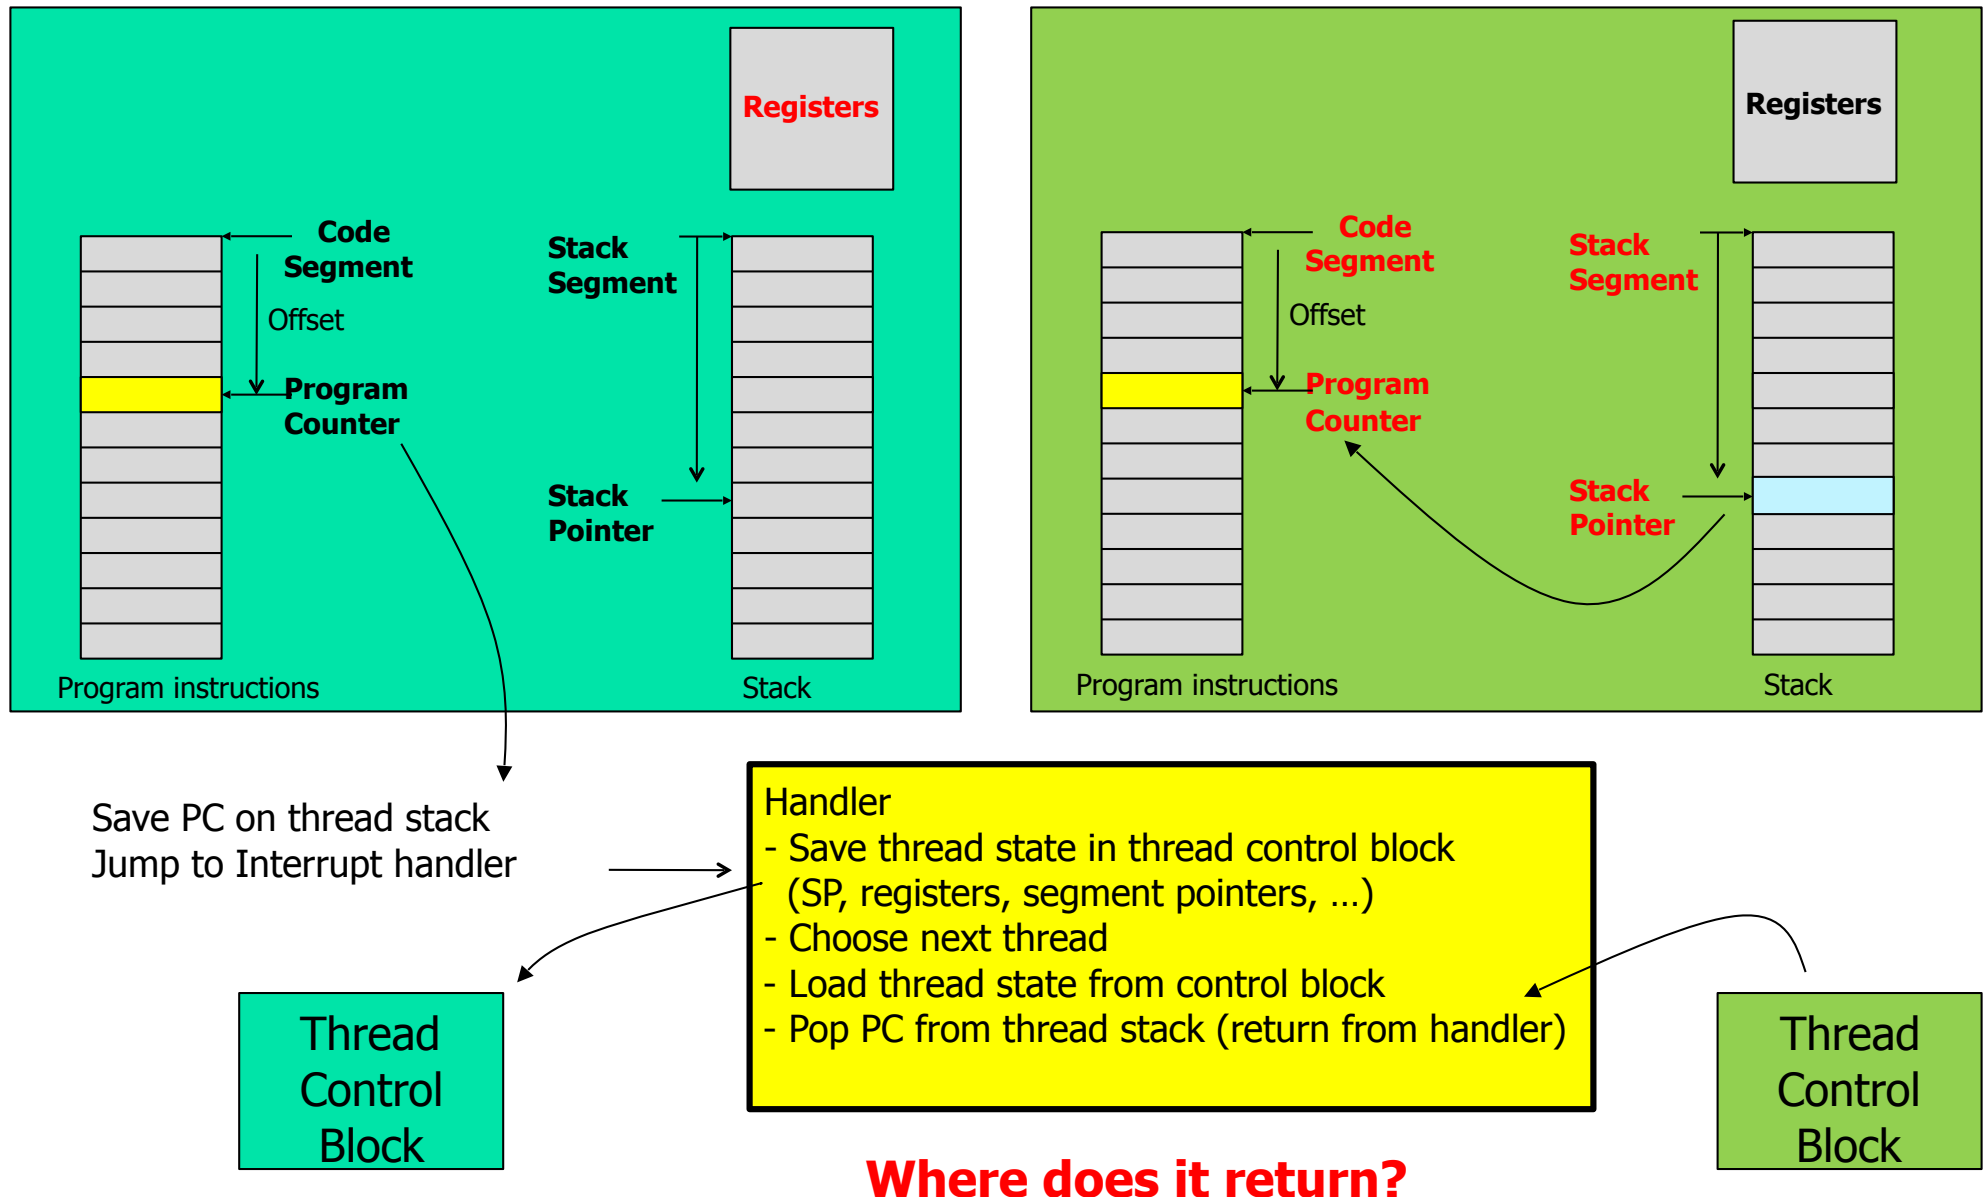 Registers
Code
Segment
Offset
Program
Counter
Stack
Segment
Stack
Pointer
Program instructions
Stack
Registers
Code
Segment
Offset
Program
Counter
Stack
Segment
Stack
Pointer
Program instructions
Stack
Save PC on thread stack
Jump to Interrupt handler
Handler
- Save thread state in thread control block
(SP, registers, segment pointers, …)
- Choose next thread
- Load thread state from control block
- Pop PC from thread stack (return from handler)
Thread
Control
Block
Thread
Control
Block
Where does it return?